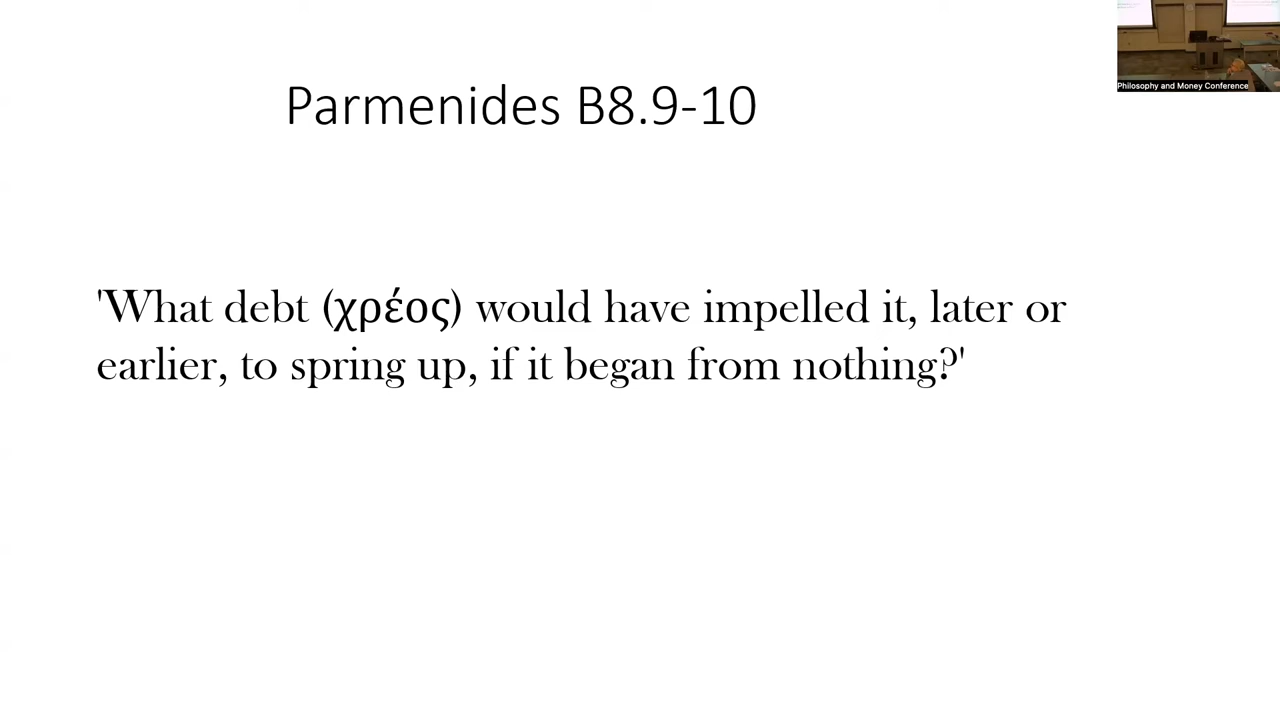 Philosophy and Money Conference
Parmenides B8.9-10
'What debt (χρέος) would have impelled it, later or
earlier, to spring up, if it began from nothing?'